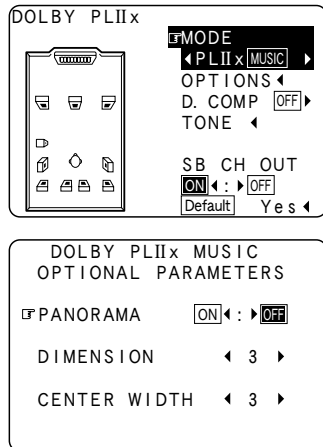 DOLBY PLIIx
☞MODE
◀PLIIx MUSIC ▶
OPTIONS◀
D. COMP OFF▶
TONE ◀
SB CH OUT
ON◀:▶OFF
Default Yes◀
DOLBY PLIIx MUSIC
OPTIONAL PARAMETERS
☞PANORAMA ON◀:▶OFF
DIMENSION ◀ 3 ▶
CENTER WIDTH ◀ 3 ▶